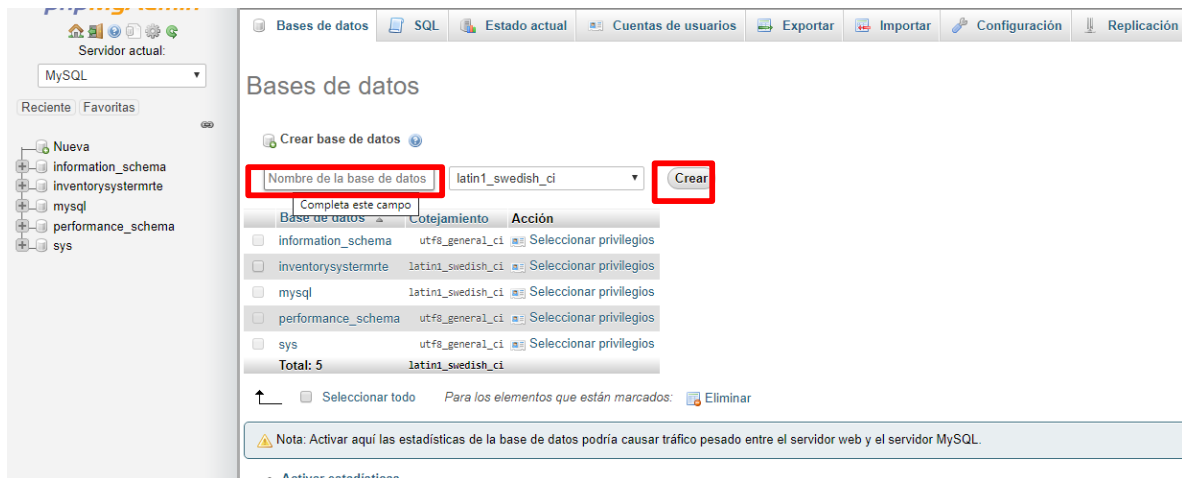 phpMyAdmin
Servidor actual:
MySQL
Reciente Favoritas
Nueva
information_schema
inventorysystermrte
mysql
performance_schema
sys
Bases de datos SQL Estado actual Cuentas de usuarios Exportar Importar Configuración Replicación
Bases de datos
Crear base de datos
Nombre de la base de datos latin1_swedish_ci Crear
Completa este campo
Base de datos Cotejamiento Acción
information_schema utf8_general_ci Seleccionar privilegios
inventorysystermrte latin1_swedish_ci Seleccionar privilegios
mysql latin1_swedish_ci Seleccionar privilegios
performance_schema utf8_general_ci Seleccionar privilegios
sys utf8_general_ci Seleccionar privilegios
Total: 5 latin1_swedish_ci
Seleccionar todo Para los elementos que están marcados: Eliminar
Nota: Activar aquí las estadísticas de la base de datos podría causar tráfico pesado entre el servidor web y el servidor MySQL.
Activar estadísticas